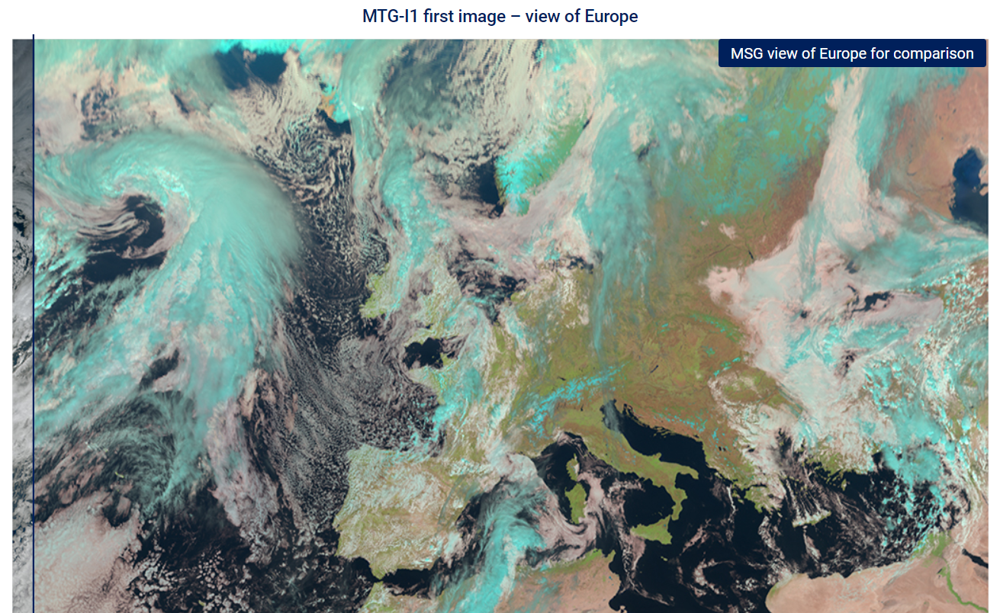 MTG-I1 first image – view of Europe
MSG view of Europe for comparison